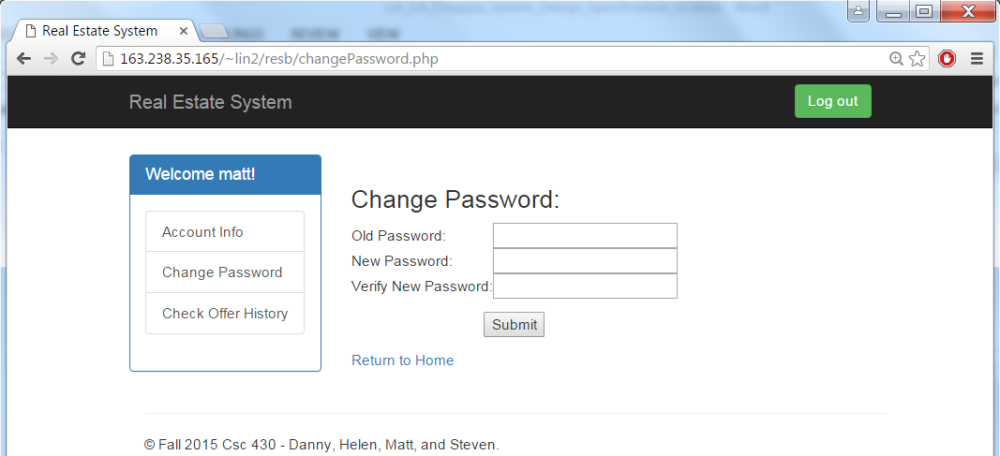 Real Estate System
REVIEW
VIEW
163.238.35.165/~lin2/resb/changePassword.php
Real Estate System
Log out
Welcome matt!
Account Info
Change Password
Check Offer History
Change Password:
Old Password:
New Password:
Verify New Password:
Submit
Return to Home
© Fall 2015 Csc 430 - Danny, Helen, Matt, and Steven.